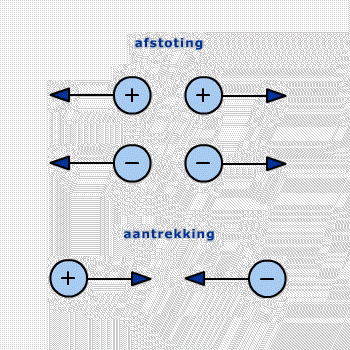 afstoting
+ +
− −
aantrekking
+ −